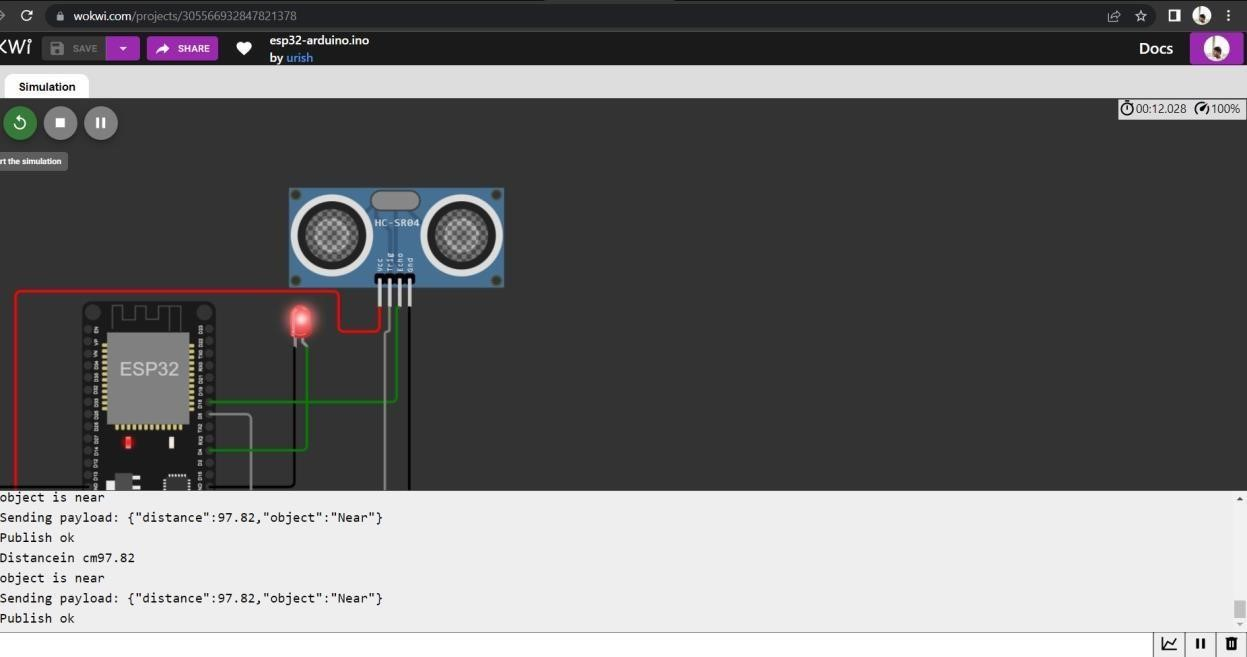 wokwi.com/projects/305566932847821378
SAVE
SHARE
esp32-arduino.ino
by urish
Docs
Simulation
00:12.028 100%
rt the simulation
HC-SR04
Vcc
Trig
Echo
Gnd
ESP32
object is near
Sending payload: {"distance":97.82,"object":"Near"}
Publish ok
Distancein cm97.82
object is near
Sending payload: {"distance":97.82,"object":"Near"}
Publish ok